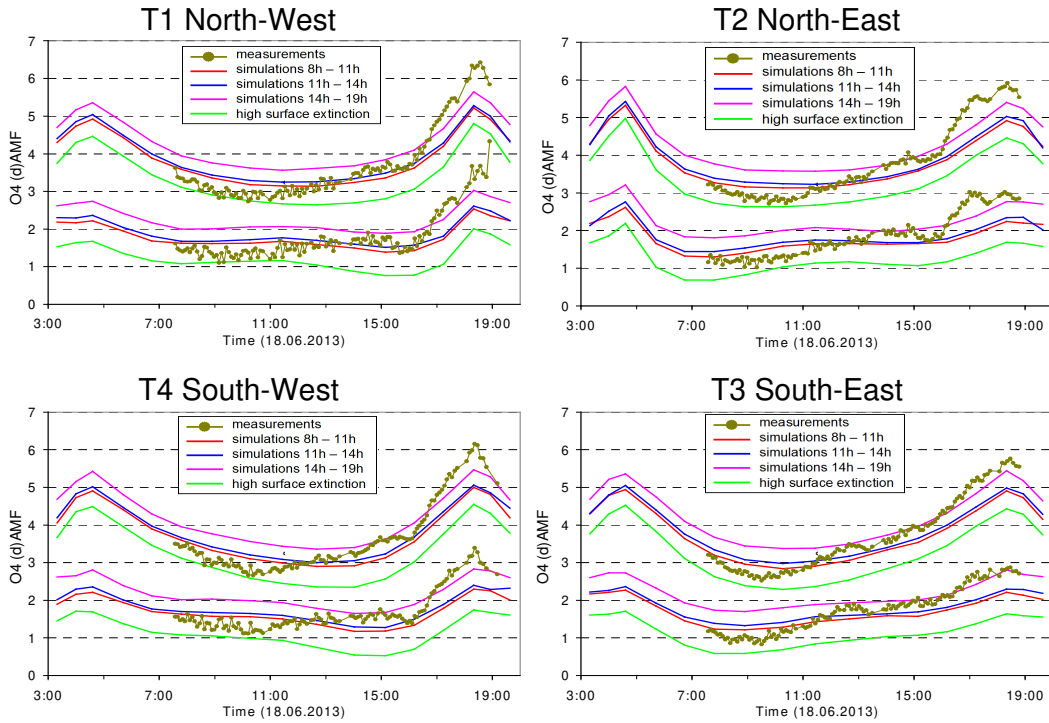 T1 North-West
7
6
5
4
3
2
1
0
O4 (d)AMF
measurements
simulations 8h – 11h
simulations 11h – 14h
simulations 14h – 19h
high surface extinction
3:00 7:00 11:00 15:00 19:00
Time (18.06.2013)
T2 North-East
7
6
5
4
3
2
1
0
O4 (d)AMF
measurements
simulations 8h – 11h
simulations 11h – 14h
simulations 14h – 19h
high surface extinction
3:00 7:00 11:00 15:00 19:00
Time (18.06.2013)
T4 South-West
7
6
5
4
3
2
1
0
O4 (d)AMF
measurements
simulations 8h – 11h
simulations 11h – 14h
simulations 14h – 19h
high surface extinction
3:00 7:00 11:00 15:00 19:00
Time (18.06.2013)
T3 South-East
7
6
5
4
3
2
1
0
O4 (d)AMF
measurements
simulations 8h – 11h
simulations 11h – 14h
simulations 14h – 19h
high surface extinction
3:00 7:00 11:00 15:00 19:00
Time (18.06.2013)